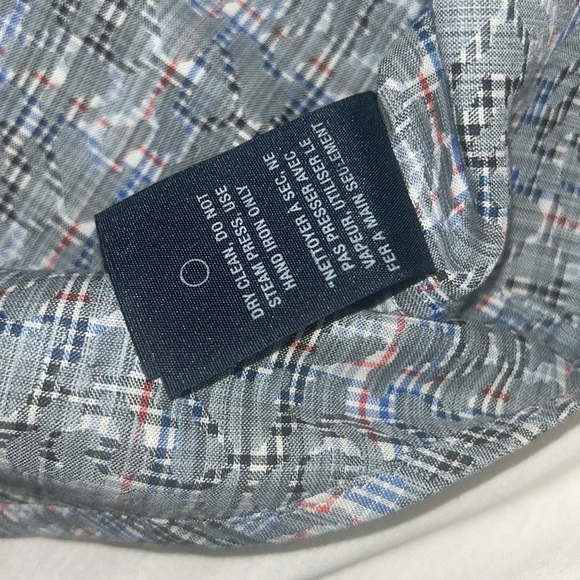 DRY CLEAN, DO NOT
STEAM PRESS, USE
HAND IRON ONLY
*NETTOYER À SEC, NE
PAS PRESSER AVEC
VAPEUR, UTILISER LE
FER A MAIN SEULEMENT